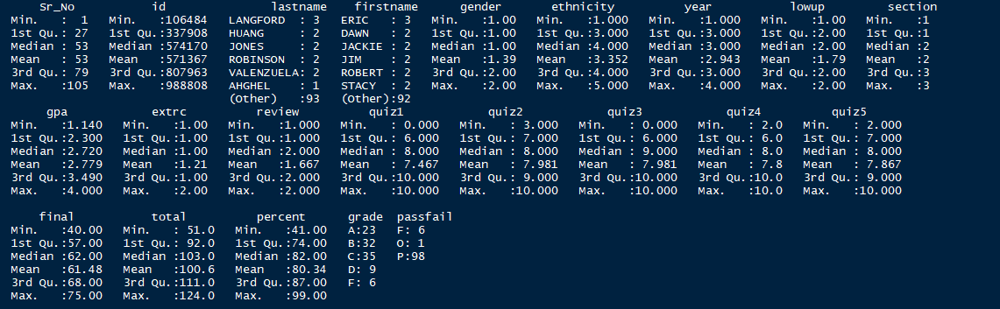 Sr_No id lastname firstname gender ethnicity year lowup section
Min. : 1 Min. :106484 LANGFORD : 3 ERIC : 3 Min. :1.00 Min. :1.000 Min. :1.000 Min. :1.00 Min. :1
1st Qu.: 27 1st Qu.:337908 HUANG : 2 DAWN : 2 1st Qu.:1.00 1st Qu.:3.000 1st Qu.:3.000 1st Qu.:2.00 1st Qu.:1
Median : 53 Median :574170 JONES : 2 JACKIE : 2 Median :1.00 Median :4.000 Median :3.000 Median :2.00 Median :2
Mean : 53 Mean :571367 ROBINSON : 2 JIM : 2 Mean :1.39 Mean :3.352 Mean :2.943 Mean :1.79 Mean :2
3rd Qu.: 79 3rd Qu.:807963 VALENZUELA: 2 ROBERT : 2 3rd Qu.:2.00 3rd Qu.:4.000 3rd Qu.:3.000 3rd Qu.:2.00 3rd Qu.:3
Max. :105 Max. :988808 AHGHEL : 1 STACY : 2 Max. :2.00 Max. :5.000 Max. :4.000 Max. :2.00 Max. :3
(Other) :93 (Other):92
gpa extrc review quiz1 quiz2 quiz3 quiz4 quiz5
Min. :1.140 Min. :1.00 Min. :1.000 Min. : 0.000 Min. : 3.000 Min. : 0.000 Min. : 2.0 Min. : 2.000
1st Qu.:2.300 1st Qu.:1.00 1st Qu.:1.000 1st Qu.: 6.000 1st Qu.: 7.000 1st Qu.: 6.000 1st Qu.: 6.0 1st Qu.: 7.000
Median :2.720 Median :1.00 Median :2.000 Median : 8.000 Median : 8.000 Median : 9.000 Median : 8.0 Median : 8.000
Mean :2.779 Mean :1.21 Mean :1.667 Mean : 7.467 Mean : 7.981 Mean : 7.981 Mean : 7.8 Mean : 7.867
3rd Qu.:3.490 3rd Qu.:1.00 3rd Qu.:2.000 3rd Qu.:10.000 3rd Qu.: 9.000 3rd Qu.:10.000 3rd Qu.:10.0 3rd Qu.: 9.000
Max. :4.000 Max. :2.00 Max. :2.000 Max. :10.000 Max. :10.000 Max. :10.000 Max. :10.0 Max. :10.000
final total percent grade passfail
Min. :40.00 Min. : 51.0 Min. :41.00 A:23 F: 6
1st Qu.:57.00 1st Qu.: 92.0 1st Qu.:74.00 B:32 O: 1
Median :62.00 Median :103.0 Median :82.00 C:35 P:98
Mean :61.48 Mean :100.6 Mean :80.34 D: 9
3rd Qu.:68.00 3rd Qu.:111.0 3rd Qu.:87.00 F: 6
Max. :75.00 Max. :124.0 Max. :99.00